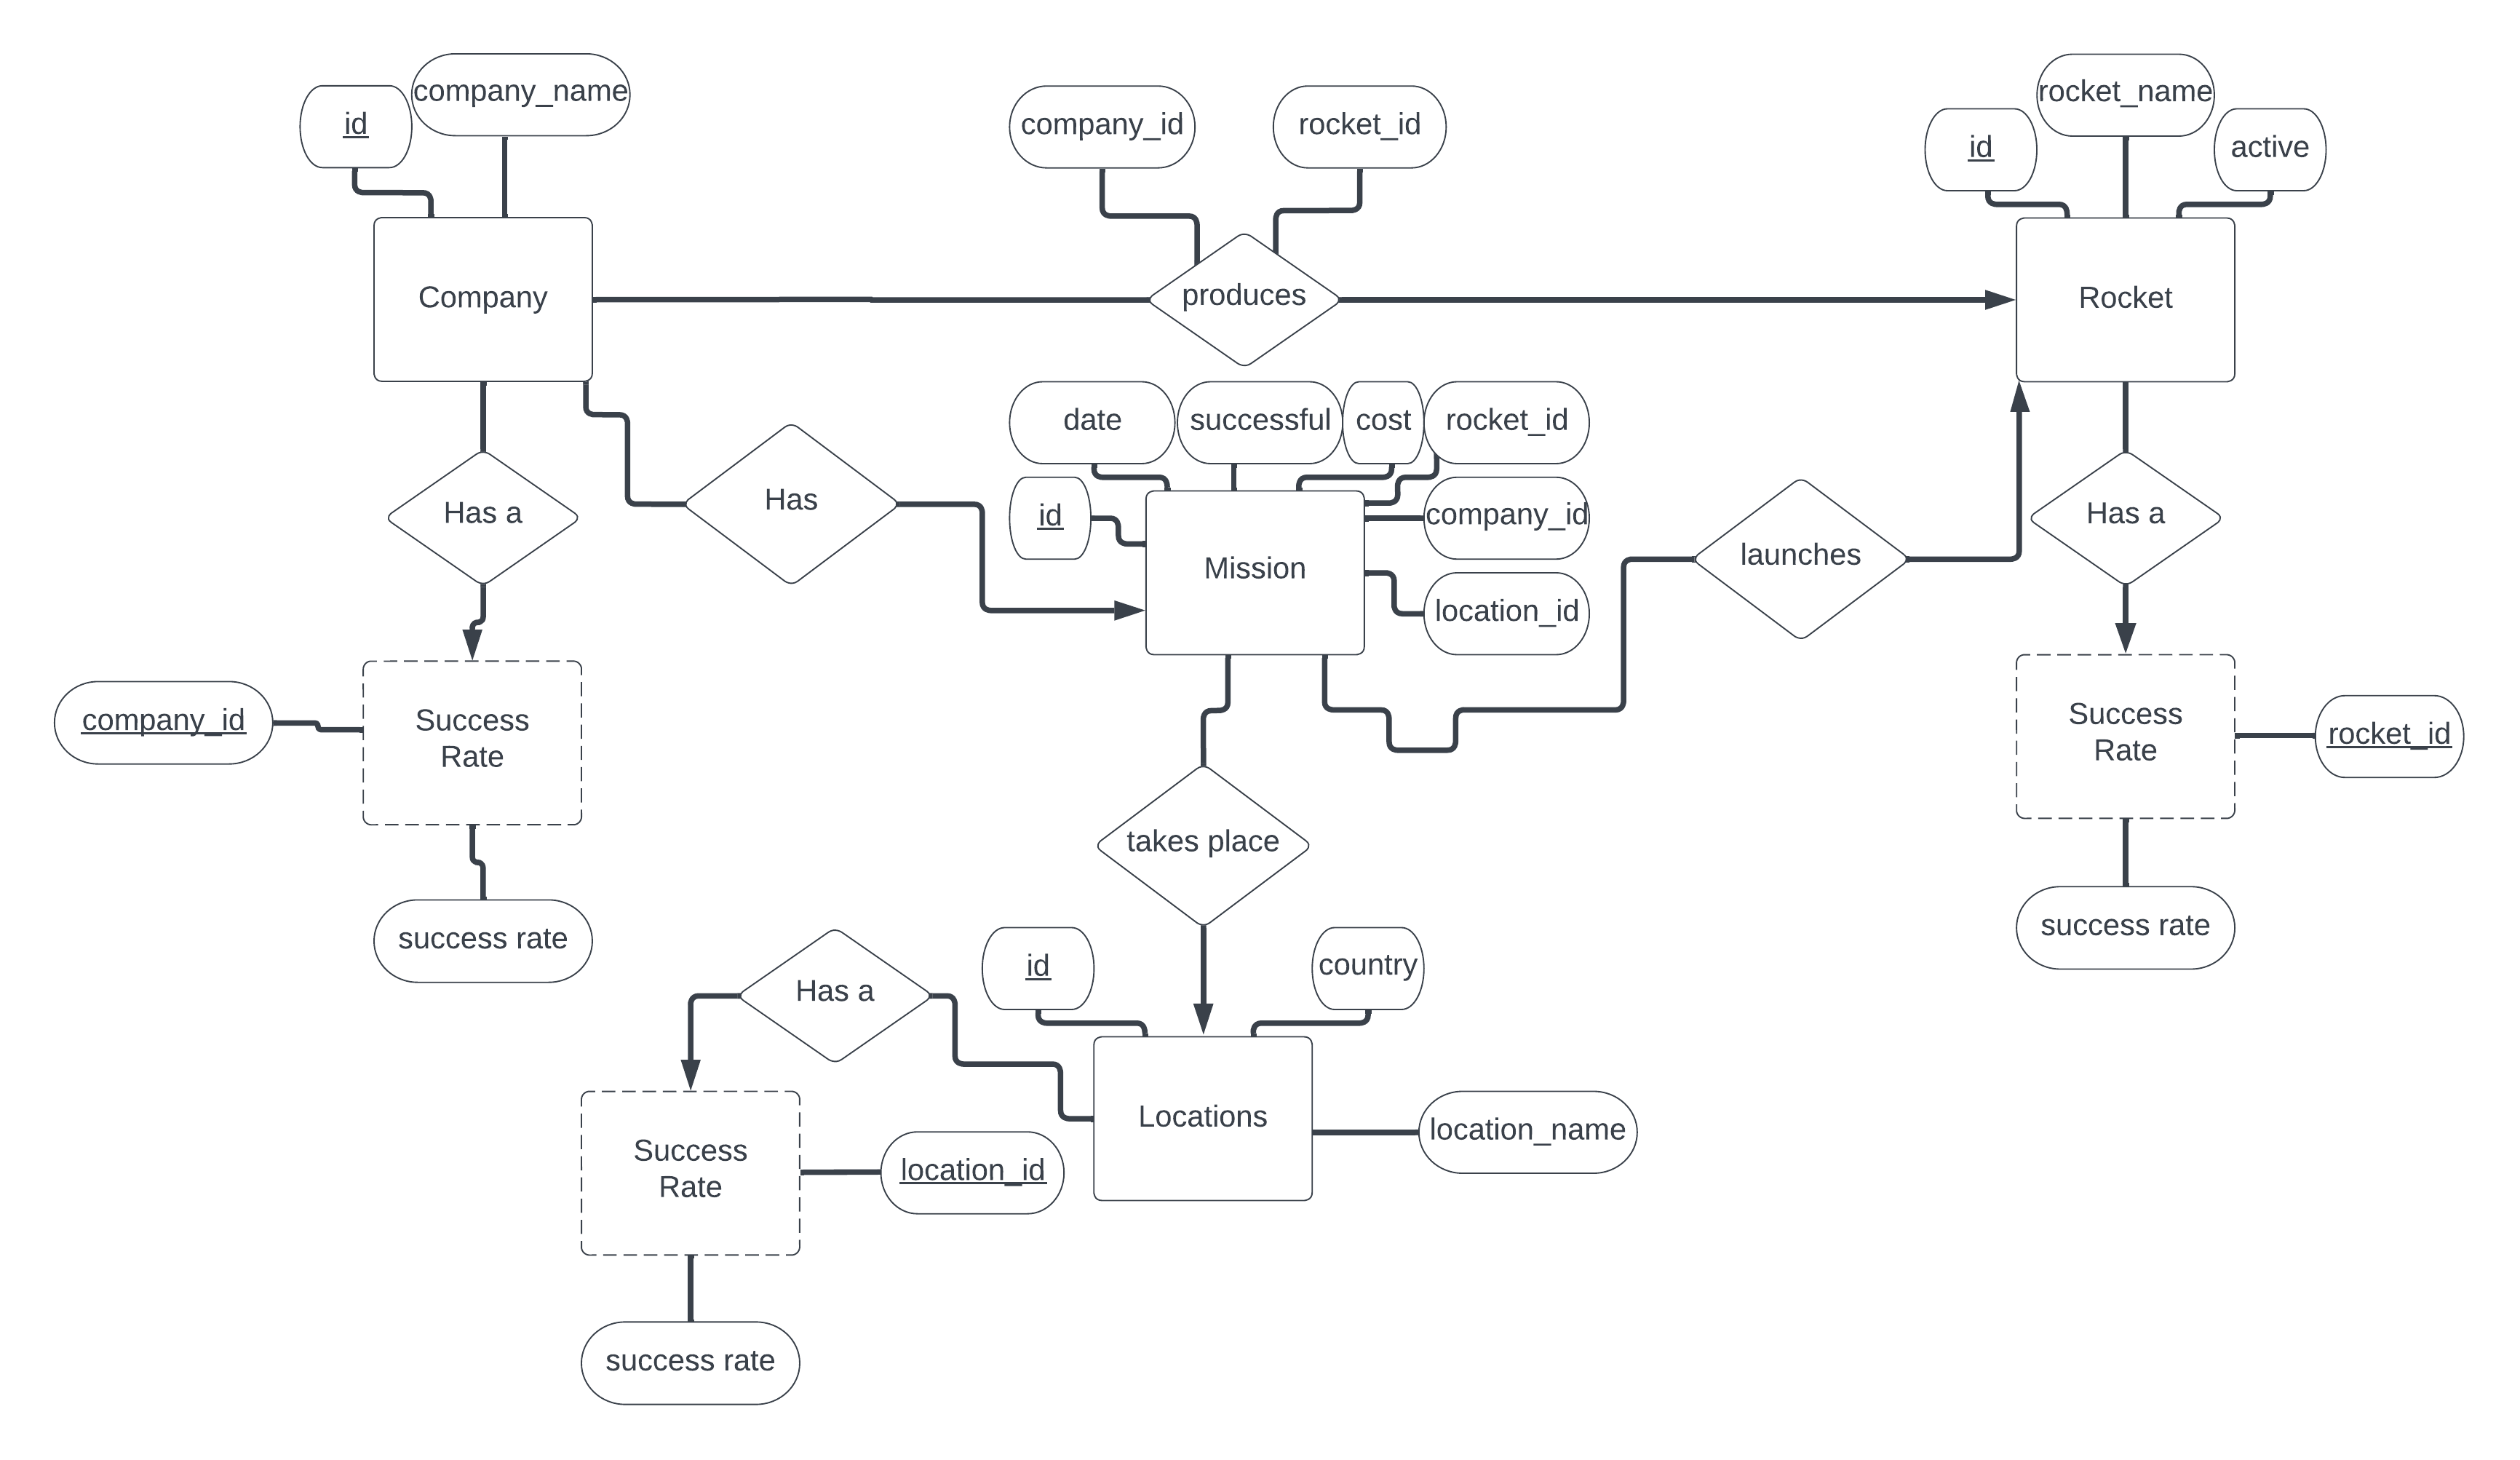 company_name
rocket_name
id
company_id
rocket_id
id
active
Company
produces
Rocket
date
successful
cost
rocket_id
Has a
Has
id
company_id
Mission
launches
Has a
location_id
company_id
Success
Rate
Success
Rate
rocket_id
takes place
success rate
success rate
Has a
id
country
Locations
location_name
Success
Rate
location_id
success rate